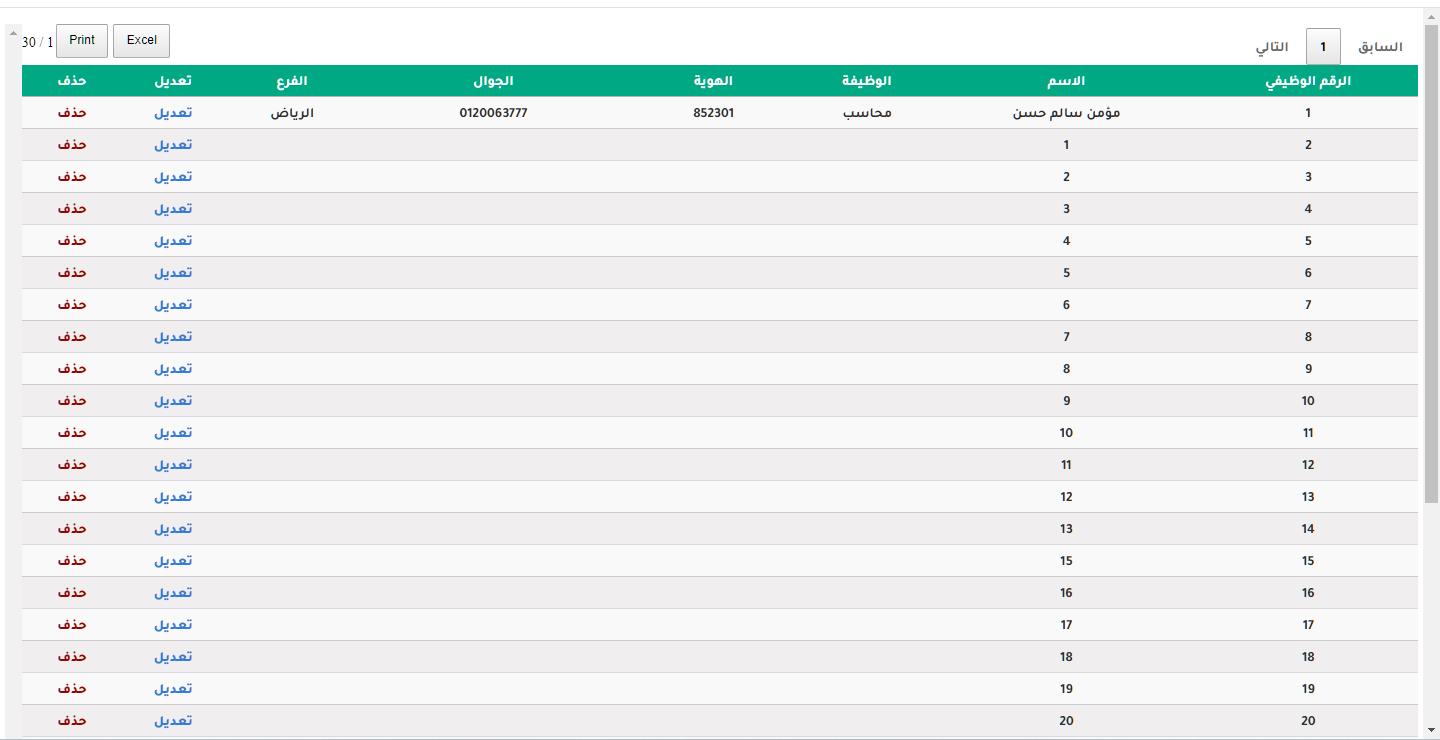 السابق 1 التالي Excel Print 1 / 30
الرقم الوظيفي الاسم الوظيفة الهوية الجوال الفرع تعديل حذف
1 مؤمن سالم حسن محاسب 852301 0120063777 الرياض تعديل حذف
2 1 تعديل حذف
3 2 تعديل حذف
4 3 تعديل حذف
5 4 تعديل حذف
6 5 تعديل حذف
7 6 تعديل حذف
8 7 تعديل حذف
9 8 تعديل حذف
10 9 تعديل حذف
11 10 تعديل حذف
12 11 تعديل حذف
13 12 تعديل حذف
14 13 تعديل حذف
15 15 تعديل حذف
16 16 تعديل حذف
17 17 تعديل حذف
18 18 تعديل حذف
19 19 تعديل حذف
20 20 تعديل حذف